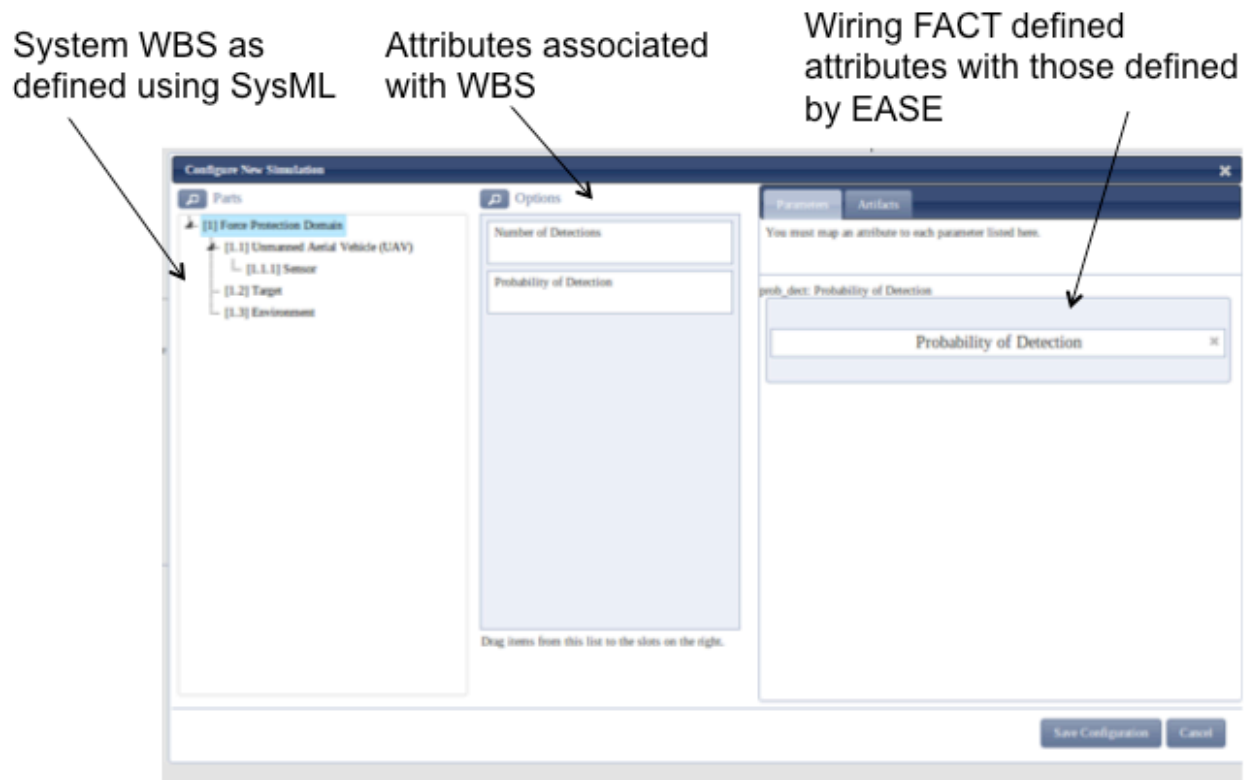 System WBS as
defined using SysML
Attributes associated
with WBS
Wiring FACT defined
attributes with those defined
by EASE
Configure New Simulation
Parts
[1] Force Protection Domain
[1.1] Unmanned Aerial Vehicle (UAV)
[1.1.1] Sensor
[1.2] Target
[1.3] Environment
Options
Number of Detections
Probability of Detection
Drag items from this list to the slots on the right.
Parameters Artifacts
You must map an attribute to each parameter listed here.
prob_dect: Probability of Detection
Probability of Detection
Save Configuration Cancel